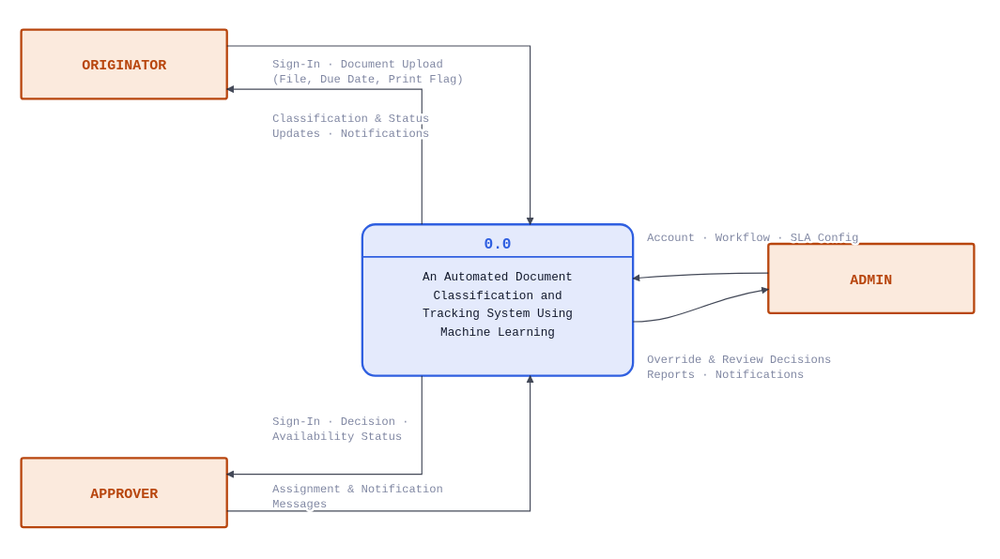 ORIGINATOR
Sign-In · Document Upload
(File, Due Date, Print Flag)
Classification & Status
Updates · Notifications
0.0
An Automated Document
Classification and
Tracking System Using
Machine Learning
Account · Workflow · SLA Config
ADMIN
Override & Review Decisions
Reports · Notifications
Sign-In · Decision ·
Availability Status
APPROVER
Assignment & Notification
Messages